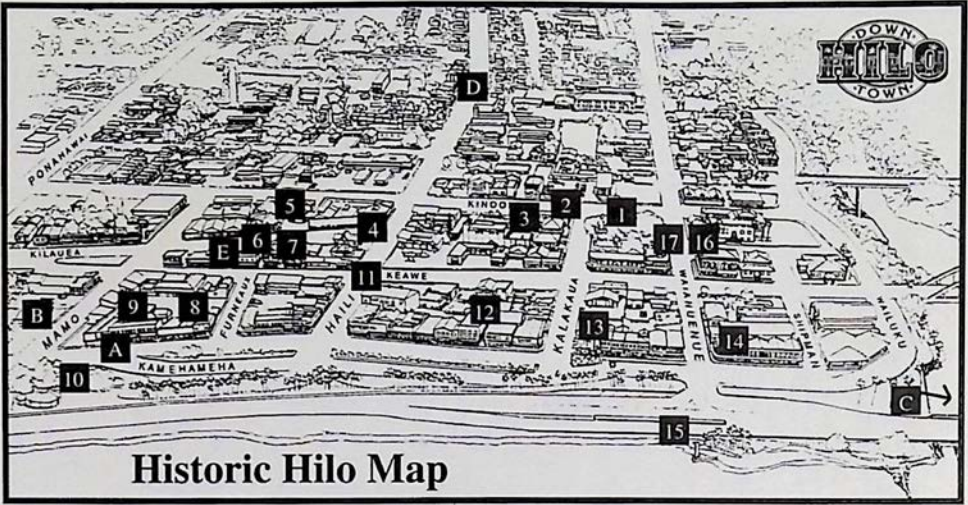 DOWN
HILO
TOWN
D
PONAHAWAI
5
KINOO
3
2
1
4
E
6
7
17
16
KILAUEA
11
KEAWE
B
MAMO
9
8
FURNEAUX
HAILI
12
KALAKAUA
13
WAIANUENUE
14
SHIPMAN
WAILUKU
A
KAMEHAMEHA
10
C
15
Historic Hilo Map